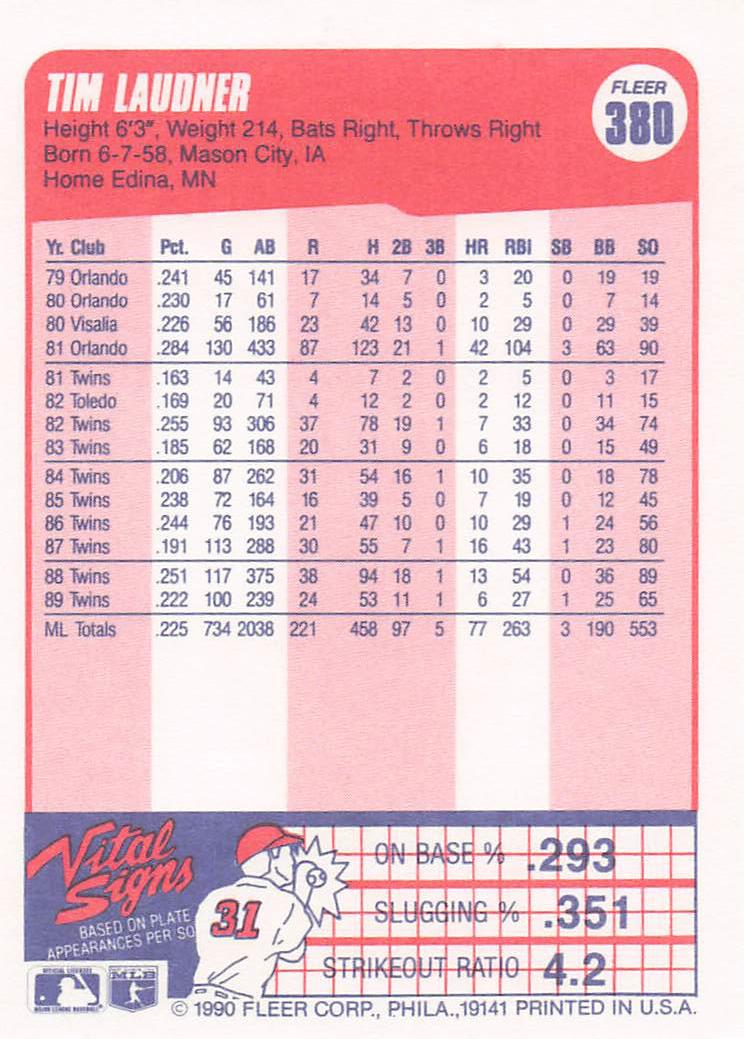 TIM LAUDNER
FLEER
380
Height 6'3", Weight 214, Bats Right, Throws Right
Born 6-7-58, Mason City, IA
Home Edina, MN
Yr. Club Pct. G AB R H 2B 3B HR RBI SB BB SO
79 Orlando .241 45 141 17 34 7 0 3 20 0 19 19
80 Orlando .230 17 61 7 14 5 0 2 5 0 7 14
80 Visalia .226 56 186 23 42 13 0 10 29 0 29 39
81 Orlando .284 130 433 87 123 21 1 42 104 3 63 90
81 Twins .163 14 43 4 7 2 0 2 5 0 3 17
82 Toledo .169 20 71 4 12 2 0 2 12 0 11 15
82 Twins .255 93 306 37 78 19 1 7 33 0 34 74
83 Twins .185 62 168 20 31 9 0 6 18 0 15 49
84 Twins .206 87 262 31 54 16 1 10 35 0 18 78
85 Twins 238 72 164 16 39 5 0 7 19 0 12 45
86 Twins .244 76 193 21 47 10 0 10 29 1 24 56
87 Twins .191 113 288 30 55 7 1 16 43 1 23 80
88 Twins .251 117 375 38 94 18 1 13 54 0 36 89
89 Twins .222 100 239 24 53 11 1 6 27 1 25 65
ML Totals .225 734 2038 221 458 97 5 77 263 3 190 553
Vital
Signs
BASED ON PLATE
APPEARANCES PER SO
31
ON BASE % .293
SLUGGING % .351
STRIKEOUT RATIO 4.2
OFFICIAL LICENSEE
MAJOR LEAGUE BASEBALL
MLB
© 1990 FLEER CORP., PHILA., 19141 PRINTED IN U.S.A.